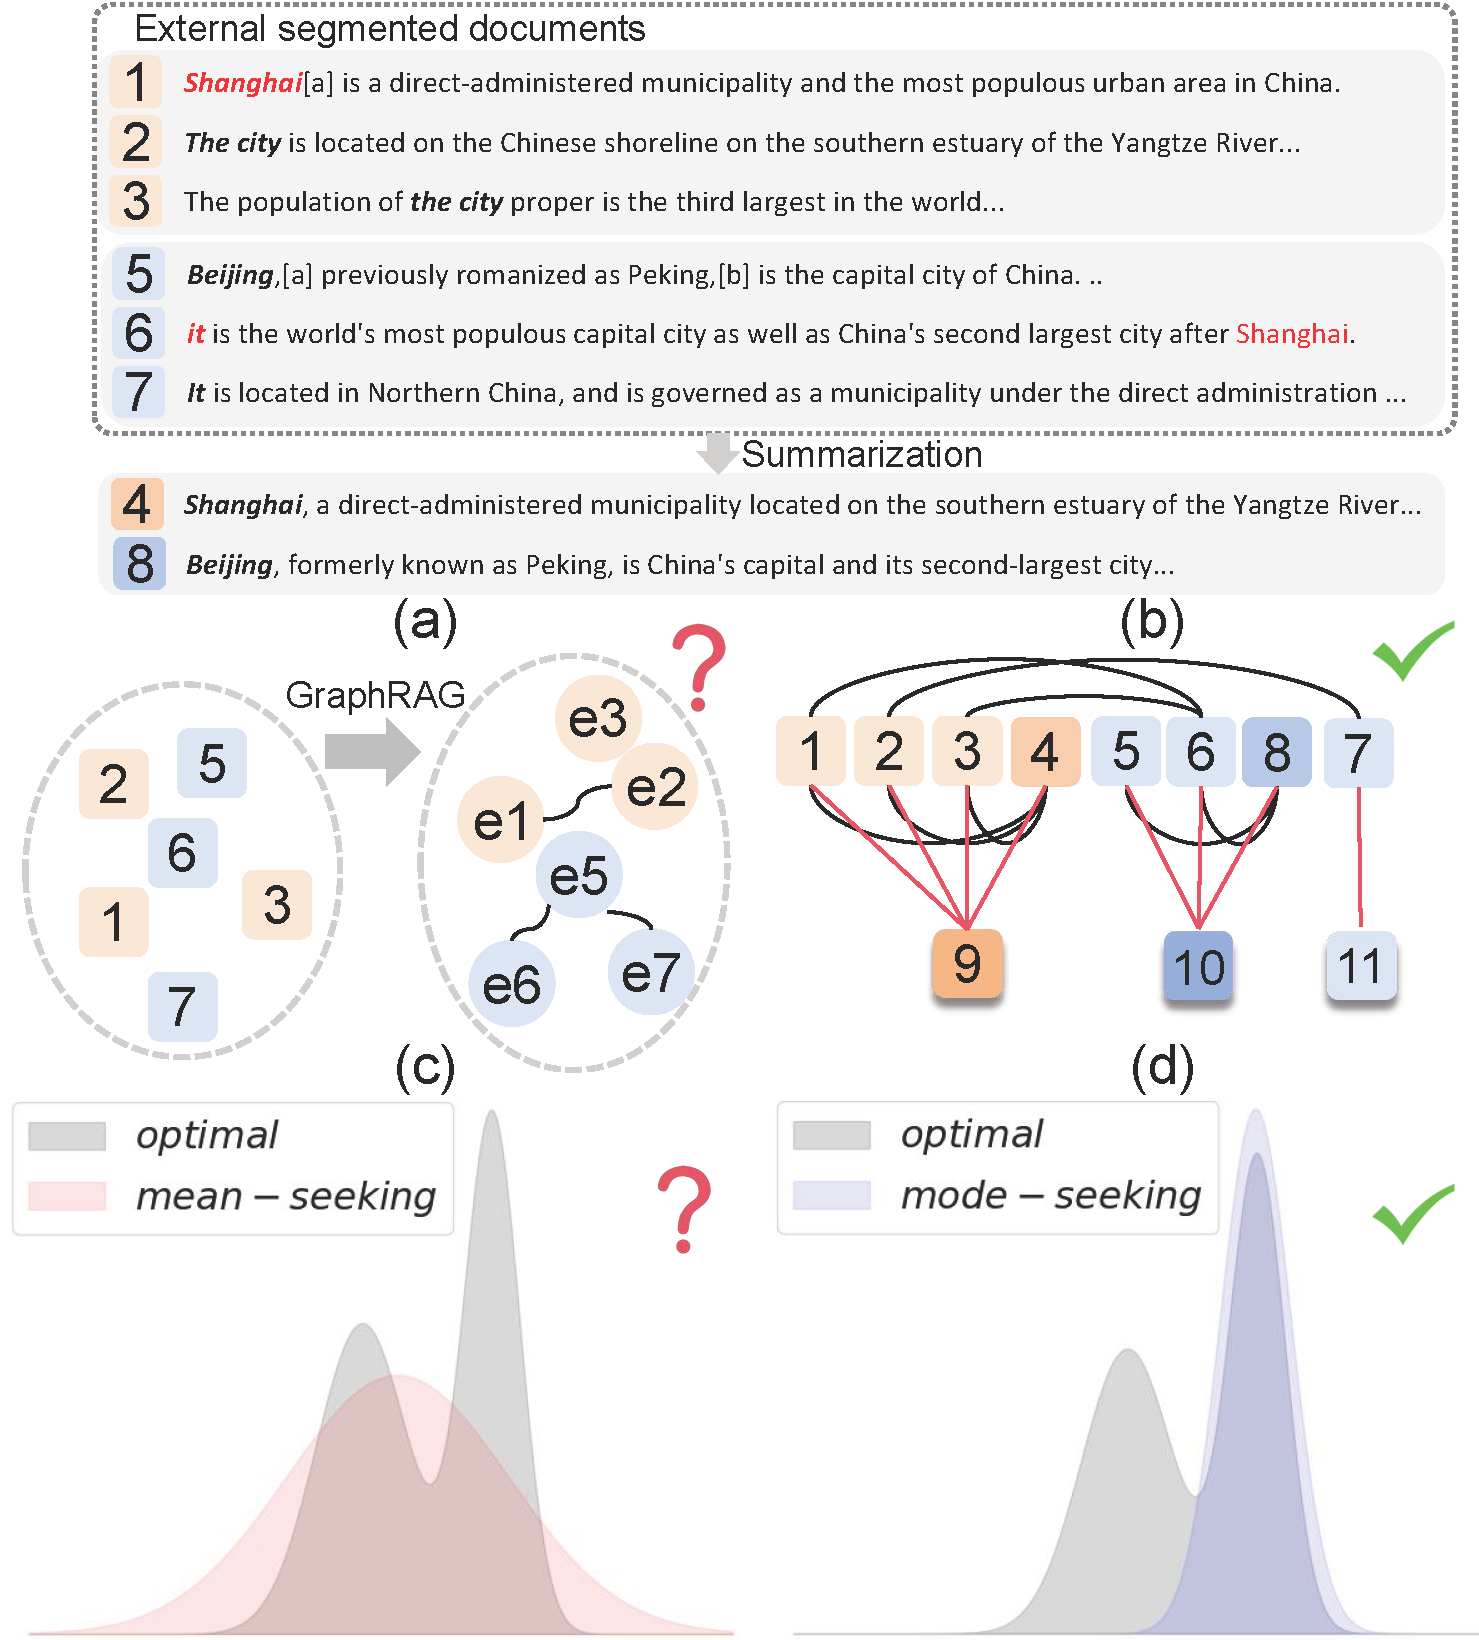 External segmented documents
1 Shanghai[a] is a direct-administered municipality and the most populous urban area in China.
2 The city is located on the Chinese shoreline on the southern estuary of the Yangtze River...
3 The population of the city proper is the third largest in the world...
5 Beijing,[a] previously romanized as Peking,[b] is the capital city of China. ..
6 it is the world's most populous capital city as well as China's second largest city after Shanghai.
7 It is located in Northern China, and is governed as a municipality under the direct administration ...
Summarization
4 Shanghai, a direct-administered municipality located on the southern estuary of the Yangtze River...
8 Beijing, formerly known as Peking, is China's capital and its second-largest city...
(a)
?
GraphRAG
2
5
6
1
3
7
e3
e2
e1
e5
e6
e7
(b)
1 2 3 4 5 6 8 7
9 10 11
(c)
optimal
mean-seeking
?
(d)
optimal
mode-seeking